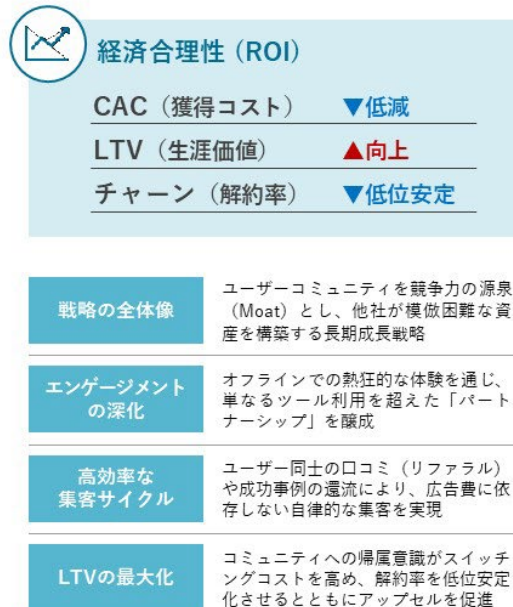 経済合理性（ROI）
CAC（獲得コスト） ▼低減
LTV（生涯価値） ▲向上
チャーン（解約率） ▼低位安定
戦略の全体像
ユーザーコミュニティを競争力の源泉
（Moat）とし、他社が模倣困難な資
産を構築する長期成長戦略
エンゲージメント
の深化
オフラインでの熱狂的な体験を通じ、
単なるツール利用を超えた「パート
ナーシップ」を醸成
高効率な
集客サイクル
ユーザー同士の口コミ（リファラル）
や成功事例の還流により、広告費に依
存しない自律的な集客を実現
LTVの最大化
コミュニティへの帰属意識がスイッチ
ングコストを高め、解約率を低位安定
化させるとともにアップセルを促進